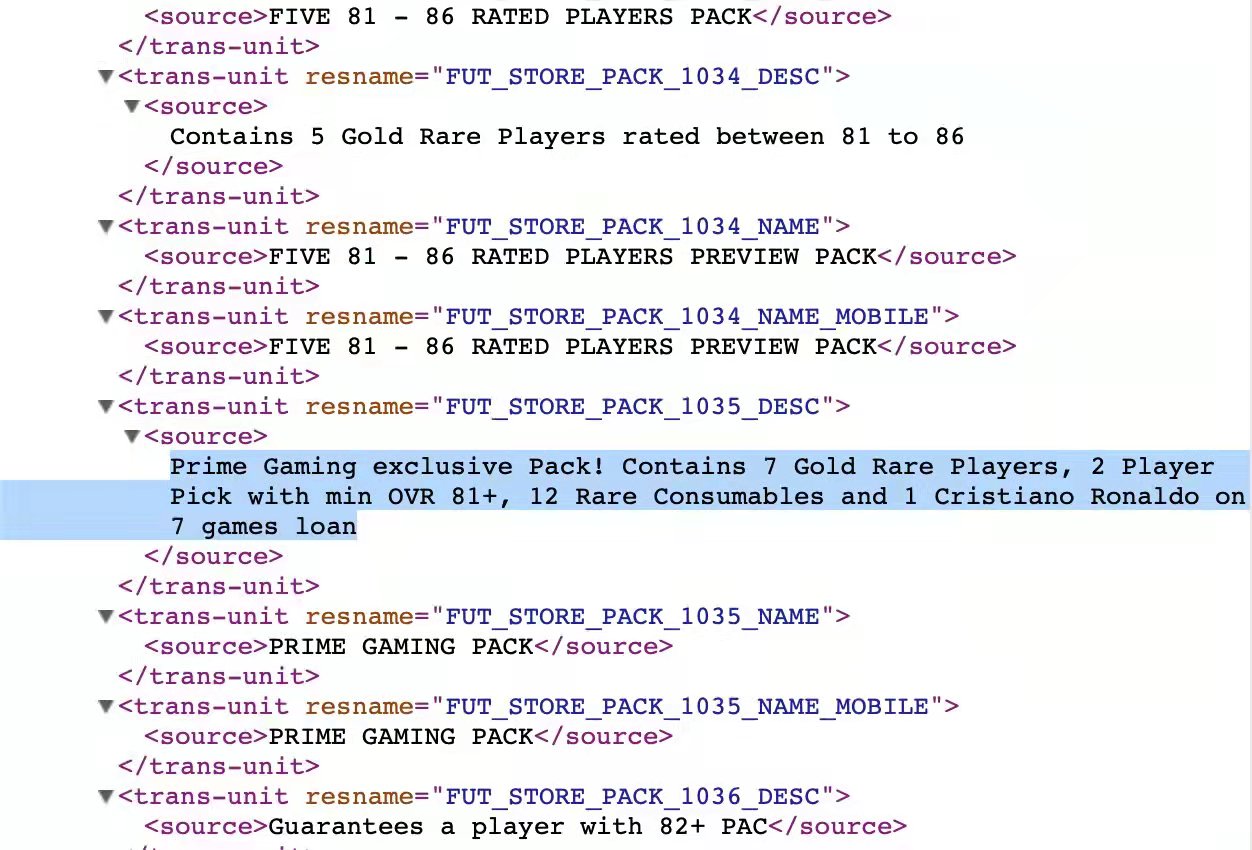 <source>FIVE 81 – 86 RATED PLAYERS PACK</source>
</trans-unit>
▼<trans-unit resname="FUT_STORE_PACK_1034_DESC">
▼<source>
Contains 5 Gold Rare Players rated between 81 to 86
</source>
</trans-unit>
▼<trans-unit resname="FUT_STORE_PACK_1034_NAME">
<source>FIVE 81 – 86 RATED PLAYERS PREVIEW PACK</source>
</trans-unit>
▼<trans-unit resname="FUT_STORE_PACK_1034_NAME_MOBILE">
<source>FIVE 81 – 86 RATED PLAYERS PREVIEW PACK</source>
</trans-unit>
▼<trans-unit resname="FUT_STORE_PACK_1035_DESC">
▼<source>
Prime Gaming exclusive Pack! Contains 7 Gold Rare Players, 2 Player
Pick with min OVR 81+, 12 Rare Consumables and 1 Cristiano Ronaldo on
7 games loan
</source>
</trans-unit>
▼<trans-unit resname="FUT_STORE_PACK_1035_NAME">
<source>PRIME GAMING PACK</source>
</trans-unit>
▼<trans-unit resname="FUT_STORE_PACK_1035_NAME_MOBILE">
<source>PRIME GAMING PACK</source>
</trans-unit>
▼<trans-unit resname="FUT_STORE_PACK_1036_DESC">
<source>Guarantees a player with 82+ PAC</source>